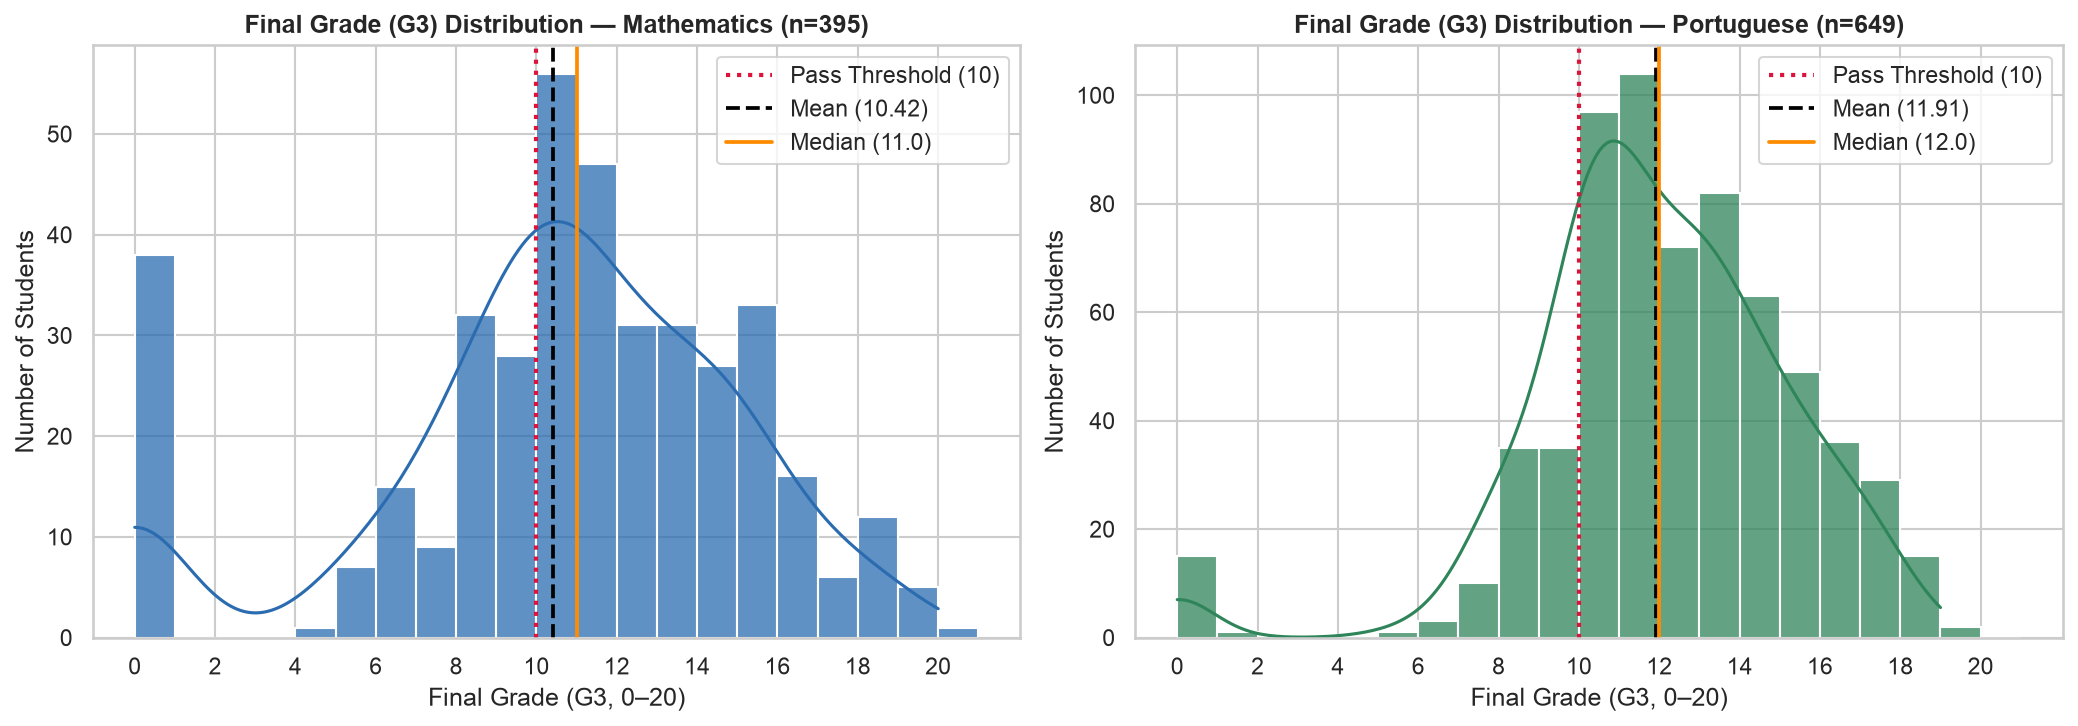 Final Grade (G3) Distribution — Mathematics (n=395)
Pass Threshold (10)
Mean (10.42)
Median (11.0)
Number of Students
50
40
30
20
10
0
0 2 4 6 8 10 12 14 16 18 20
Final Grade (G3, 0–20)
Final Grade (G3) Distribution — Portuguese (n=649)
Pass Threshold (10)
Mean (11.91)
Median (12.0)
Number of Students
100
80
60
40
20
0
0 2 4 6 8 10 12 14 16 18 20
Final Grade (G3, 0–20)